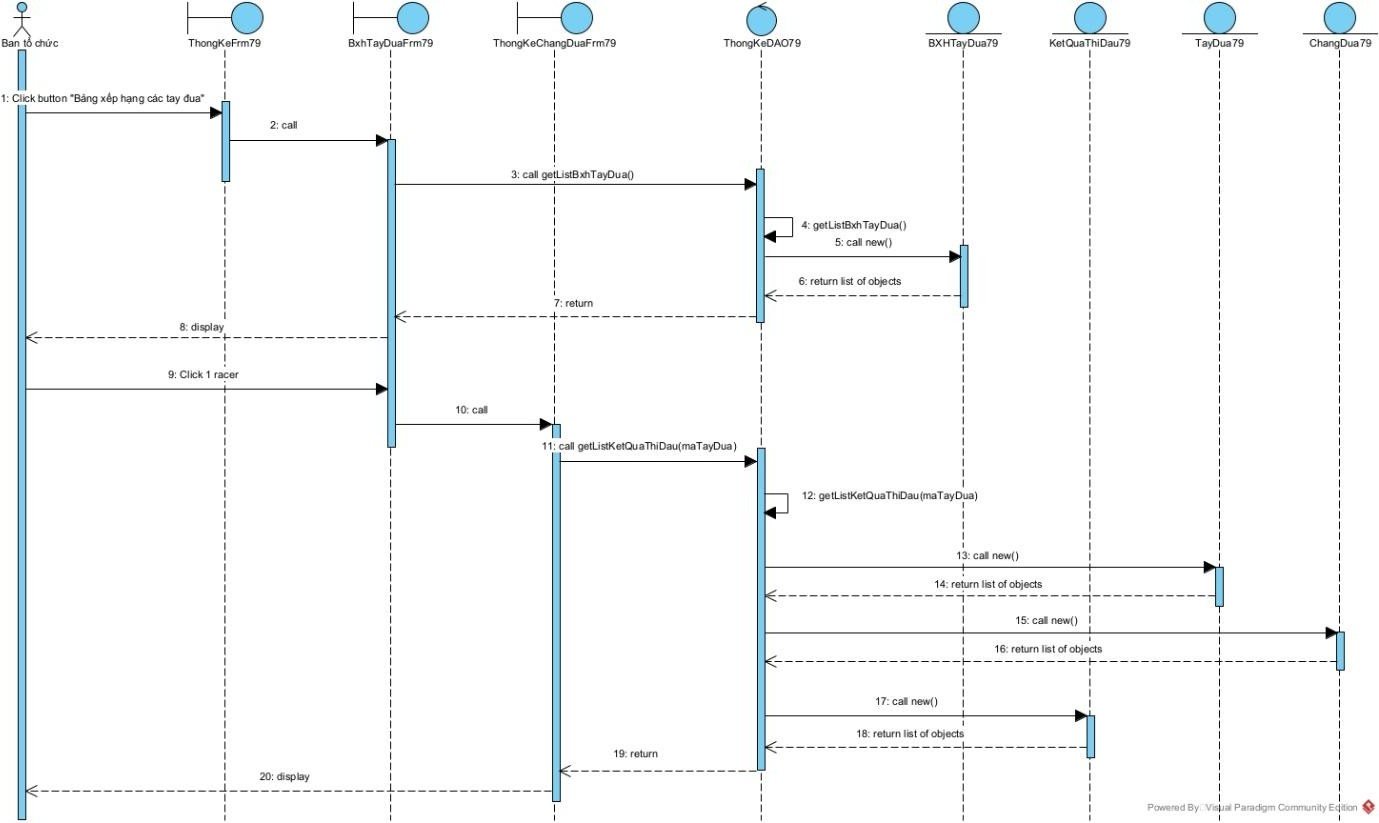 Ban tổ chức
ThongKeFrm79
BxhTayDuaFrm79
ThongKeChangDuaFrm79
ThongKeDAO79
BXHTayDua79
KetQuaThiDau79
TayDua79
ChangDua79
1: Click button "Bảng xếp hạng các tay đua"
2: call
3: call getListBxhTayDua()
4: getListBxhTayDua()
5: call new()
6: return list of objects
7: return
8: display
9: Click 1 racer
10: call
11: call getListKetQuaThiDau(maTayDua)
12: getListKetQuaThiDau(maTayDua)
13: call new()
14: return list of objects
15: call new()
16: return list of objects
17: call new()
18: return list of objects
19: return
20: display
Powered By Visual Paradigm Community Edition